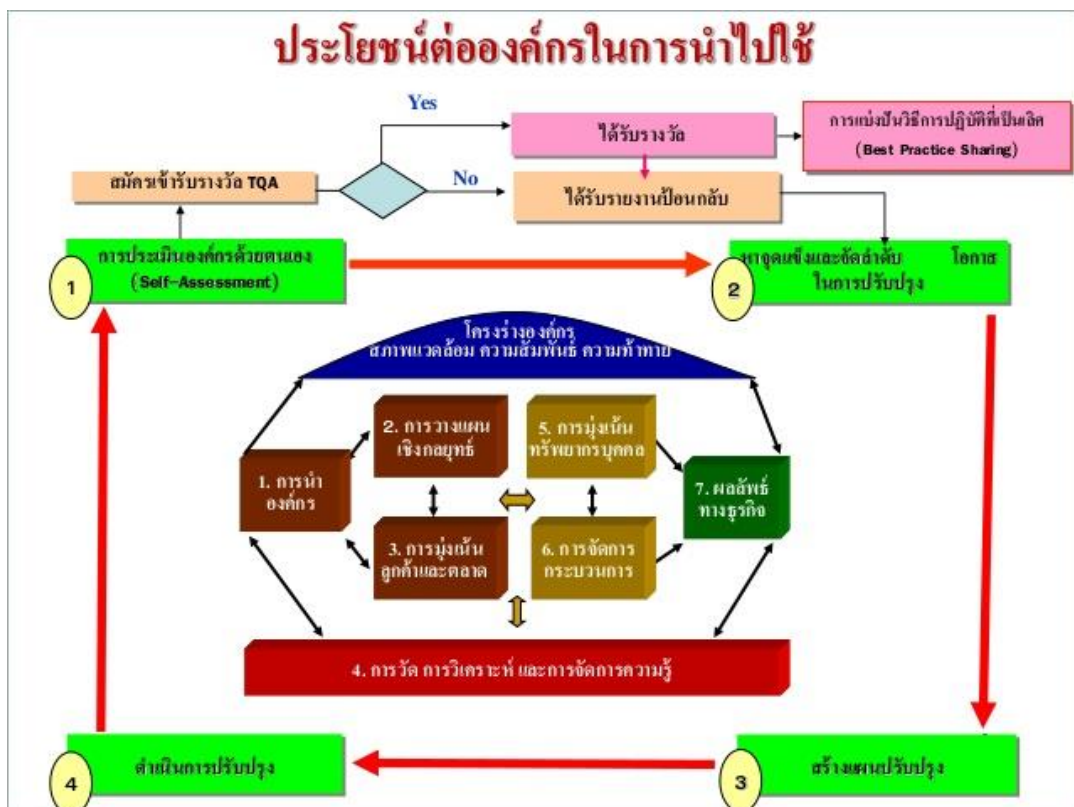 ประโยชน์ต่อองค์กรในการนำไปใช้
Yes
ได้รับรางวัล
การแบ่งปันวิธีการปฏิบัติที่เป็นเลิศ
(Best Practice Sharing)
สมัครเข้ารับรางวัล TQA
No
ได้รับรายงานป้อนกลับ
1
การประเมินองค์กรด้วยตนเอง
(Self-Assessment)
2
หาจุดแข็งและจัดลำดับ โอกาส
ในการปรับปรุง
โครงร่างองค์กร
สภาพแวดล้อม ความสัมพันธ์ ความท้าทาย
2. การวางแผน
เชิงกลยุทธ์
5. การมุ่งเน้น
ทรัพยากรบุคคล
1. การนำ
องค์กร
7. ผลลัพธ์
ทางธุรกิจ
3. การมุ่งเน้น
ลูกค้าและตลาด
6. การจัดการ
กระบวนการ
4. การวัด การวิเคราะห์ และการจัดการความรู้
4
ดำเนินการปรับปรุง
3
สร้างแผนปรับปรุง